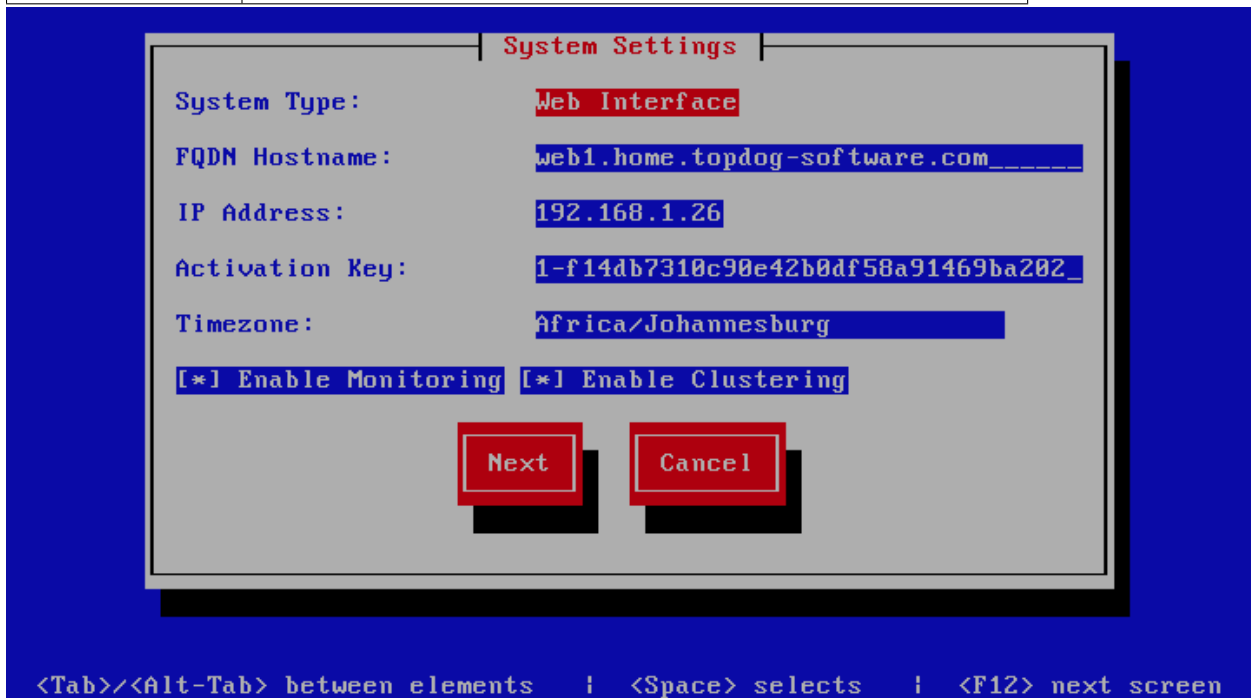 System Settings
System Type: Web Interface
FQDN Hostname: web1.home.topdog-software.com______
IP Address: 192.168.1.26
Activation Key: 1-f14db7310c90e42b0df58a91469ba202_
Timezone: Africa/Johannesburg
[*] Enable Monitoring [*] Enable Clustering
Next Cancel
<Tab>/<Alt-Tab> between elements | <Space> selects | <F12> next screen